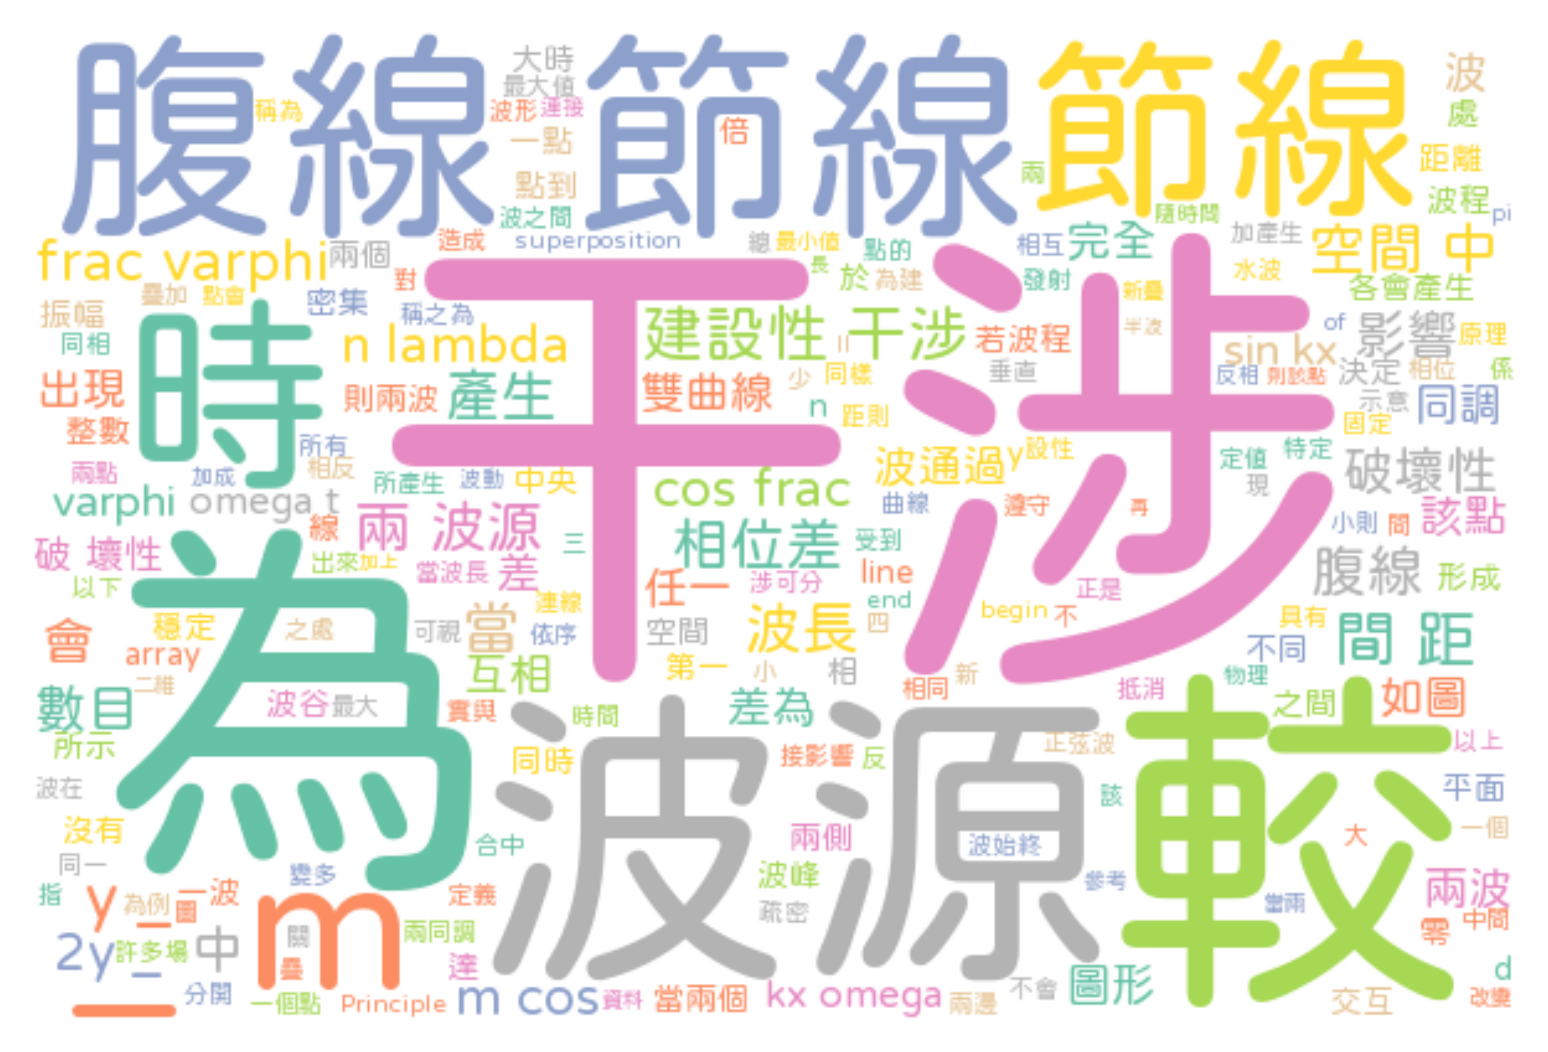 腹線 節線 節線
大時
最大值
稱為
波形 連接
一點
倍
波
處
點到
兩
距離
波之間
隨時間
波程
pi
造成
superposition
總 最小值
點的
相互 完全
加產生
空間 中
frac varphi 兩個
對
長
於 為建
發射
水波
各會產生
疊加 點會
密集
稱之為
新疊
振幅
同相
時
n lambda
建設性 干涉
若波程
半波
of
影響 原理
sin kx
出現
則兩波 產生
干涉
雙曲線
少 同樣
垂直
反相 則該點 決定 相位 係
整數
n 距則
示意 同調
固定
所有
兩點
加成 相反
所產生 波動 中央
波通過 y 設性
定值 特定
現
破壞性
varphi omega t
cos frac
曲線 遵守
再
線 兩 波源
三
相位差 受到
小則 間 該點
破 壞性
出來 加上
以下
當波長 差
任一 涉可分 line
正是
腹線 形成
為
連線
end
會 穩定 之處
可視 當 依序
空間 波長 四
begin 不
具有
間 距
不同
array
二維
互相
第一 小 相
相同 新
抵消
物理
數目
波谷 最大
實與
時間
差為
之間 如圖
所示
同時
波源
接影響 反
正弦波
較
以上
波在
該
平面
沒有
合中
兩側
波始終
大
一個
同一
變多
波峰
參考
當兩
兩波
指
y_ 為例 圖 一波
m
定義
疏密
零 中間
2y_ 許多場 中
關
疊
兩同調
達
d
分開
一個點 Principle m cos 資料 當兩個 kx omega 兩邊
不會 圖形
交互
改變